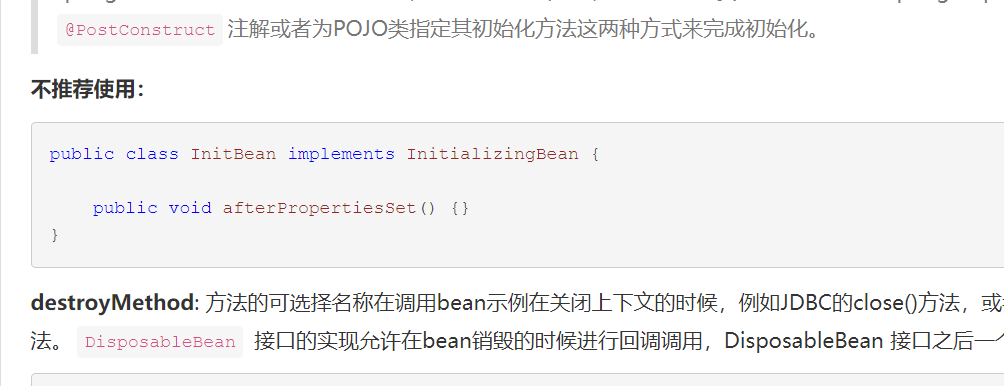 @PostConstruct 注解或者为POJO类指定其初始化方法这两种方式来完成初始化。
不推荐使用：
public class InitBean implements InitializingBean {
public void afterPropertiesSet() {}
}
destroyMethod: 方法的可选择名称在调用bean示例在关闭上下文的时候，例如JDBC的close()方法，或
法。 DisposableBean 接口的实现允许在bean销毁的时候进行回调调用，DisposableBean 接口之后一个